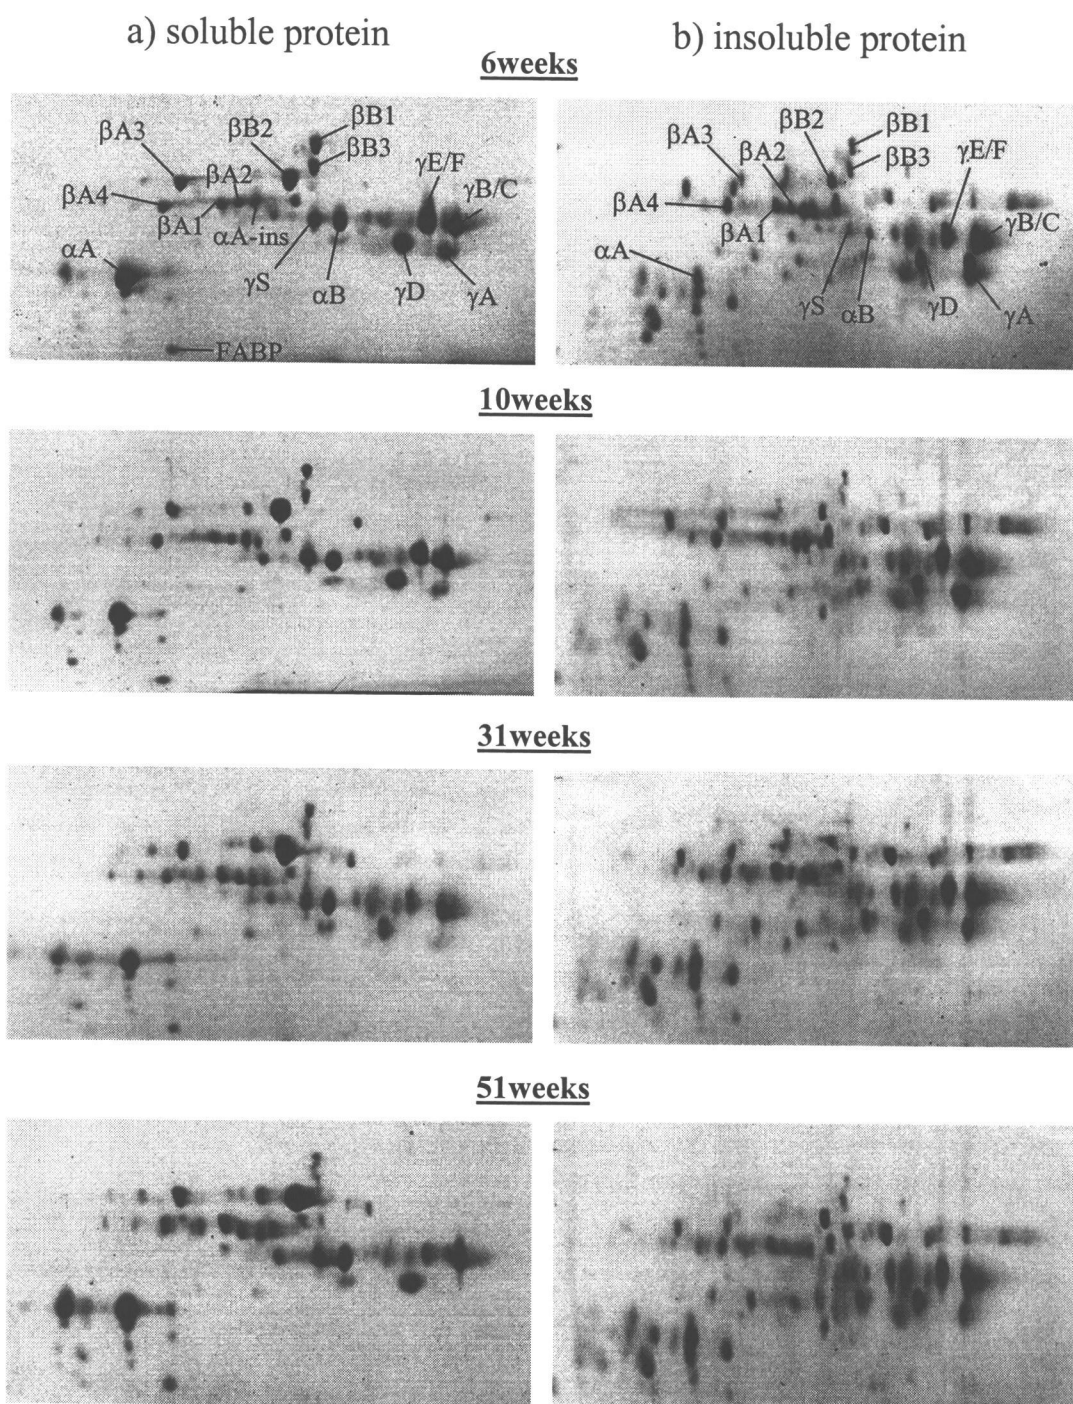 a) soluble protein
b) insoluble protein
6weeks
βA3
βB2
βB1
βB3
βA2
γE/F
γB/C
βA4
βA1
αA-ins
αA
γS
αB
γD
γA
FABP
βA3
βB2
βB1
βB3
βA2
γE/F
βA4
βA1
γB/C
αA
γS
αB
γD
γA
10weeks
31weeks
51weeks